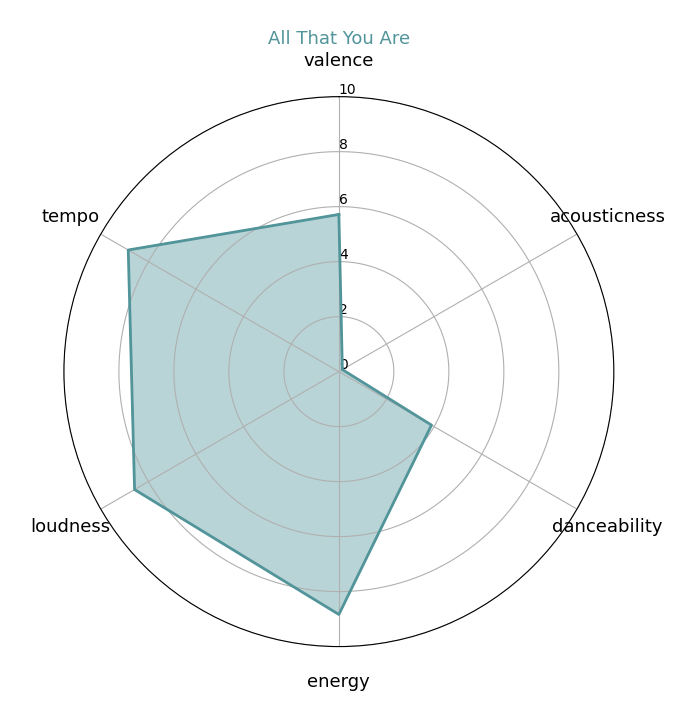 All That You Are
valence
10
8
tempo
6
acousticness
4
2
0
loudness
danceability
energy